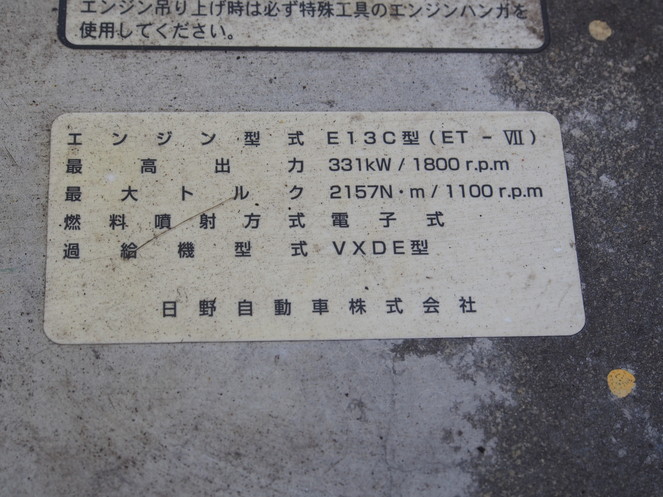 エンジン吊り上げ時は必ず特殊工具のエンジンハンガを
使用してください。
エンジン型式 E13C型(ET-Ⅶ)
最高出力 331kW/1800r.p.m
最大トルク 2157N・m/1100r.p.m
燃料噴射方式 電子式
過給機型式 VXDE型
日野自動車株式会社